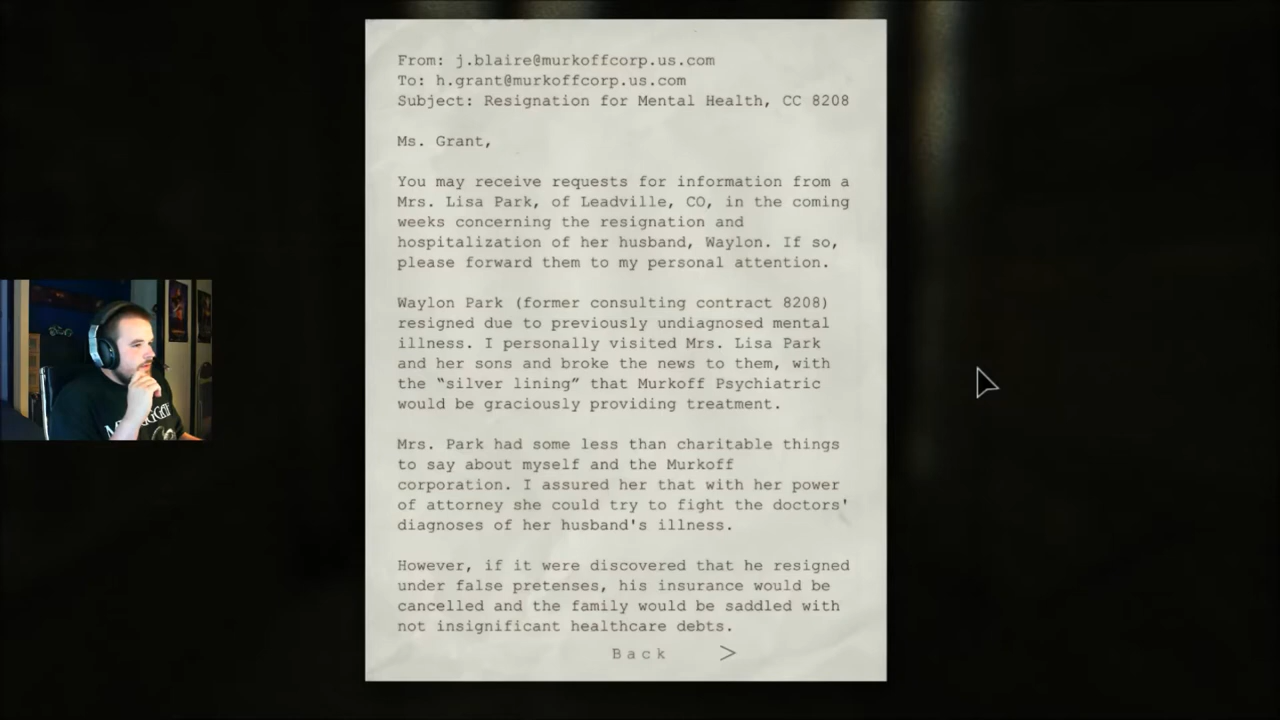 From: j.blaire@murkoffcorp.us.com
To: h.grant@murkoffcorp.us.com
Subject: Resignation for Mental Health, CC 8208
Ms. Grant,
You may receive requests for information from a
Mrs. Lisa Park, of Leadville, CO, in the coming
weeks concerning the resignation and
hospitalization of her husband, Waylon. If so,
please forward them to my personal attention.
Waylon Park (former consulting contract 8208)
resigned due to previously undiagnosed mental
illness. I personally visited Mrs. Lisa Park
and her sons and broke the news to them, with
the “silver lining” that Murkoff Psychiatric
would be graciously providing treatment.
Mrs. Park had some less than charitable things
to say about myself and the Murkoff
corporation. I assured her that with her power
of attorney she could try to fight the doctors'
diagnoses of her husband's illness.
However, if it were discovered that he resigned
under false pretenses, his insurance would be
cancelled and the family would be saddled with
not insignificant healthcare debts.
Back >